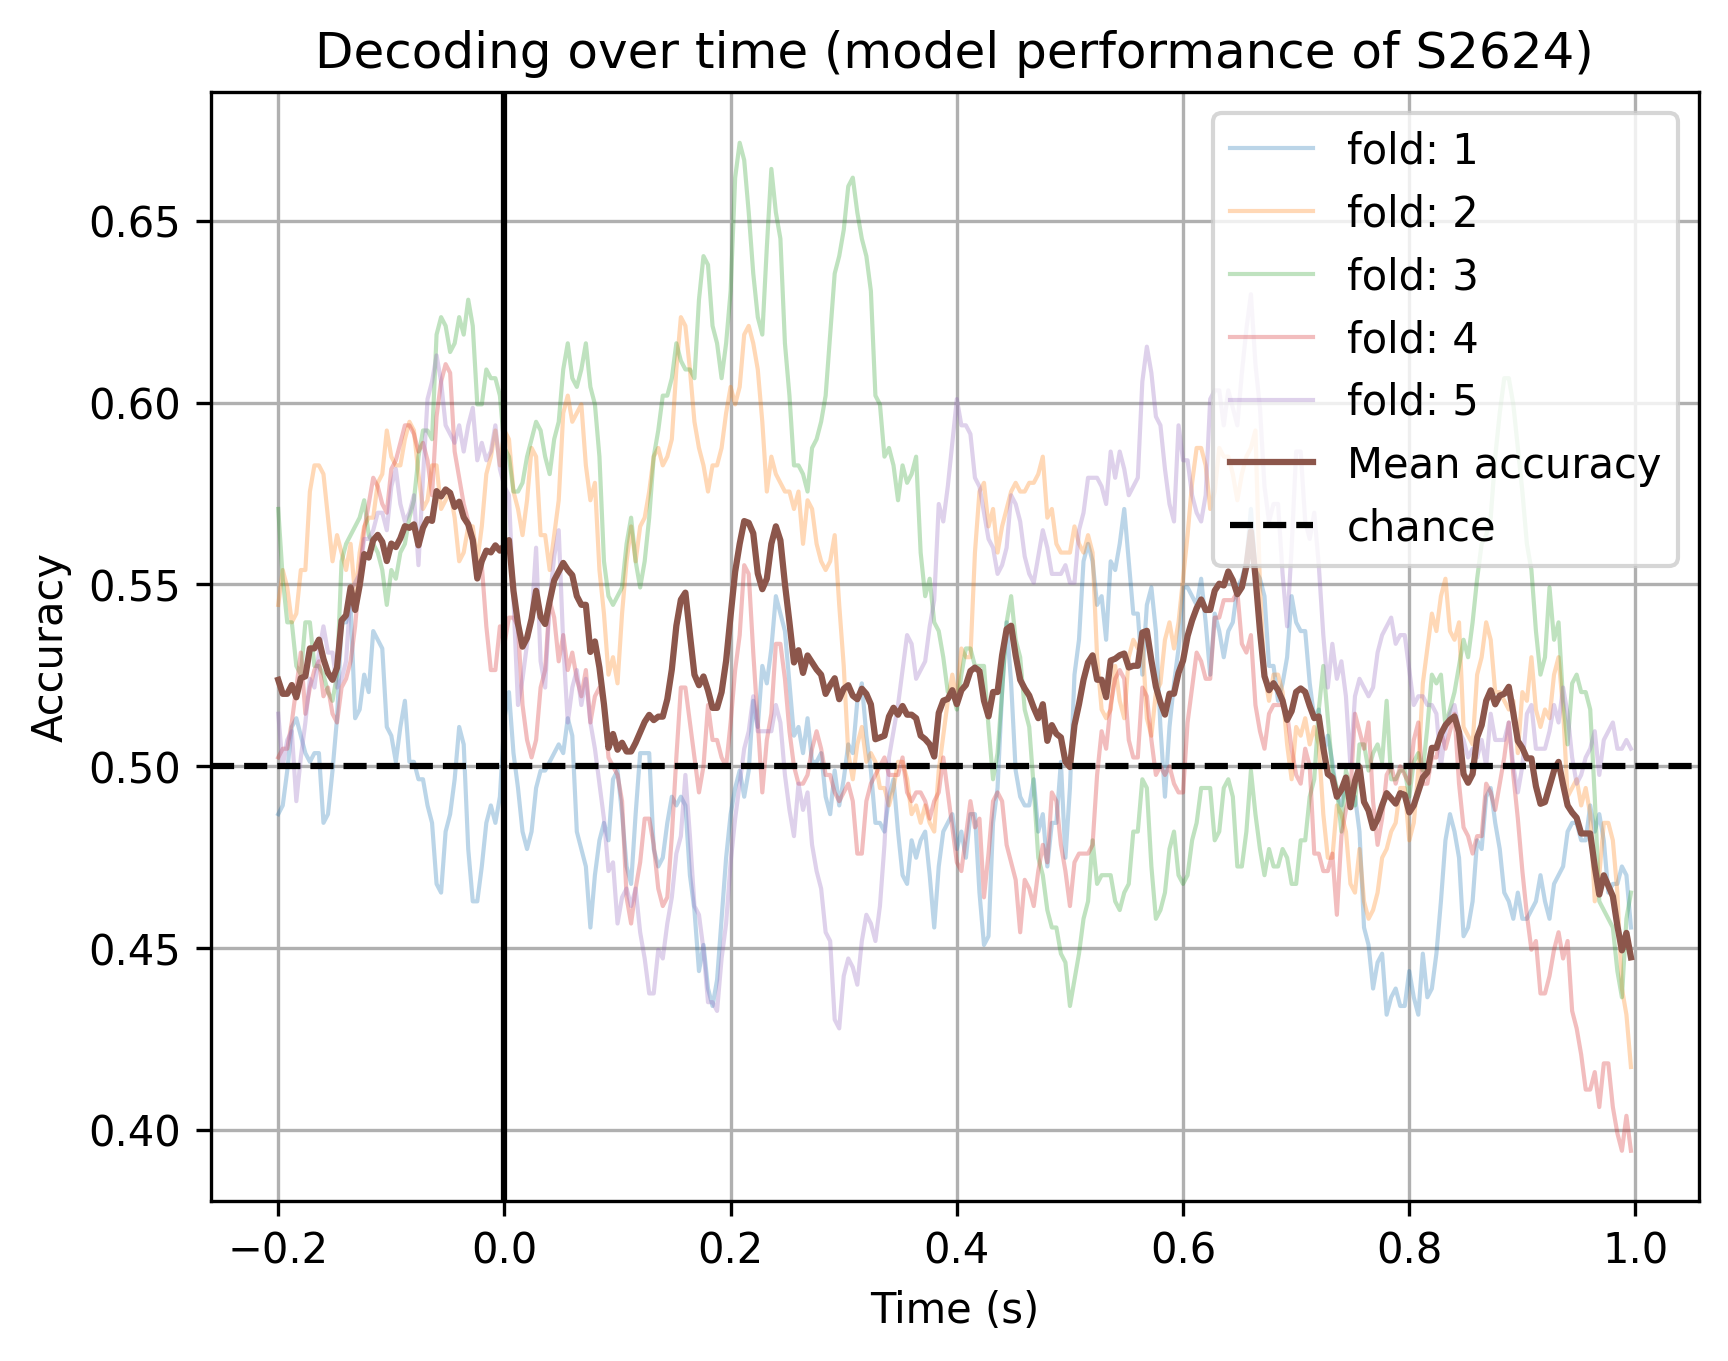 Decoding over time (model performance of S2624)
fold: 1
fold: 2
fold: 3
fold: 4
fold: 5
Mean accuracy
chance
Accuracy
0.65
0.60
0.55
0.50
0.45
0.40
−0.2 0.0 0.2 0.4 0.6 0.8 1.0
Time (s)